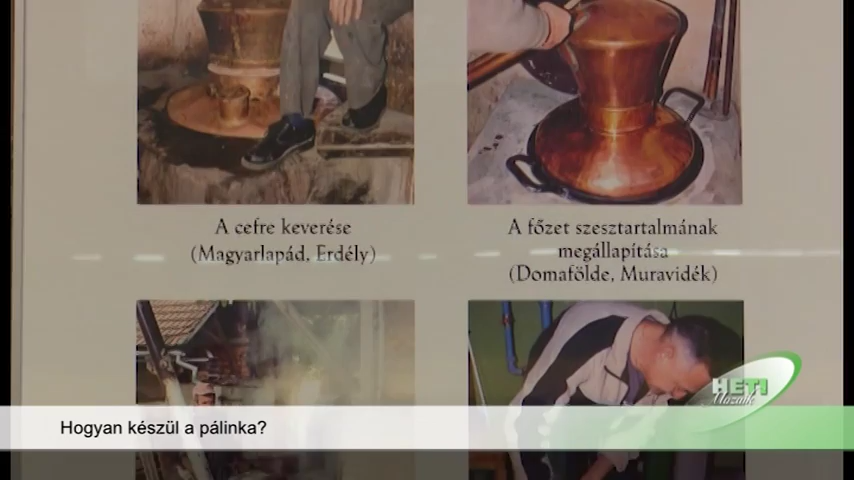 A cefre keverése
(Magyarlapád, Erdély)
A főzet szesztartalmának
megállapítása
(Domafölde, Muravidék)
HETI
Mozaik
Hogyan készül a pálinka?